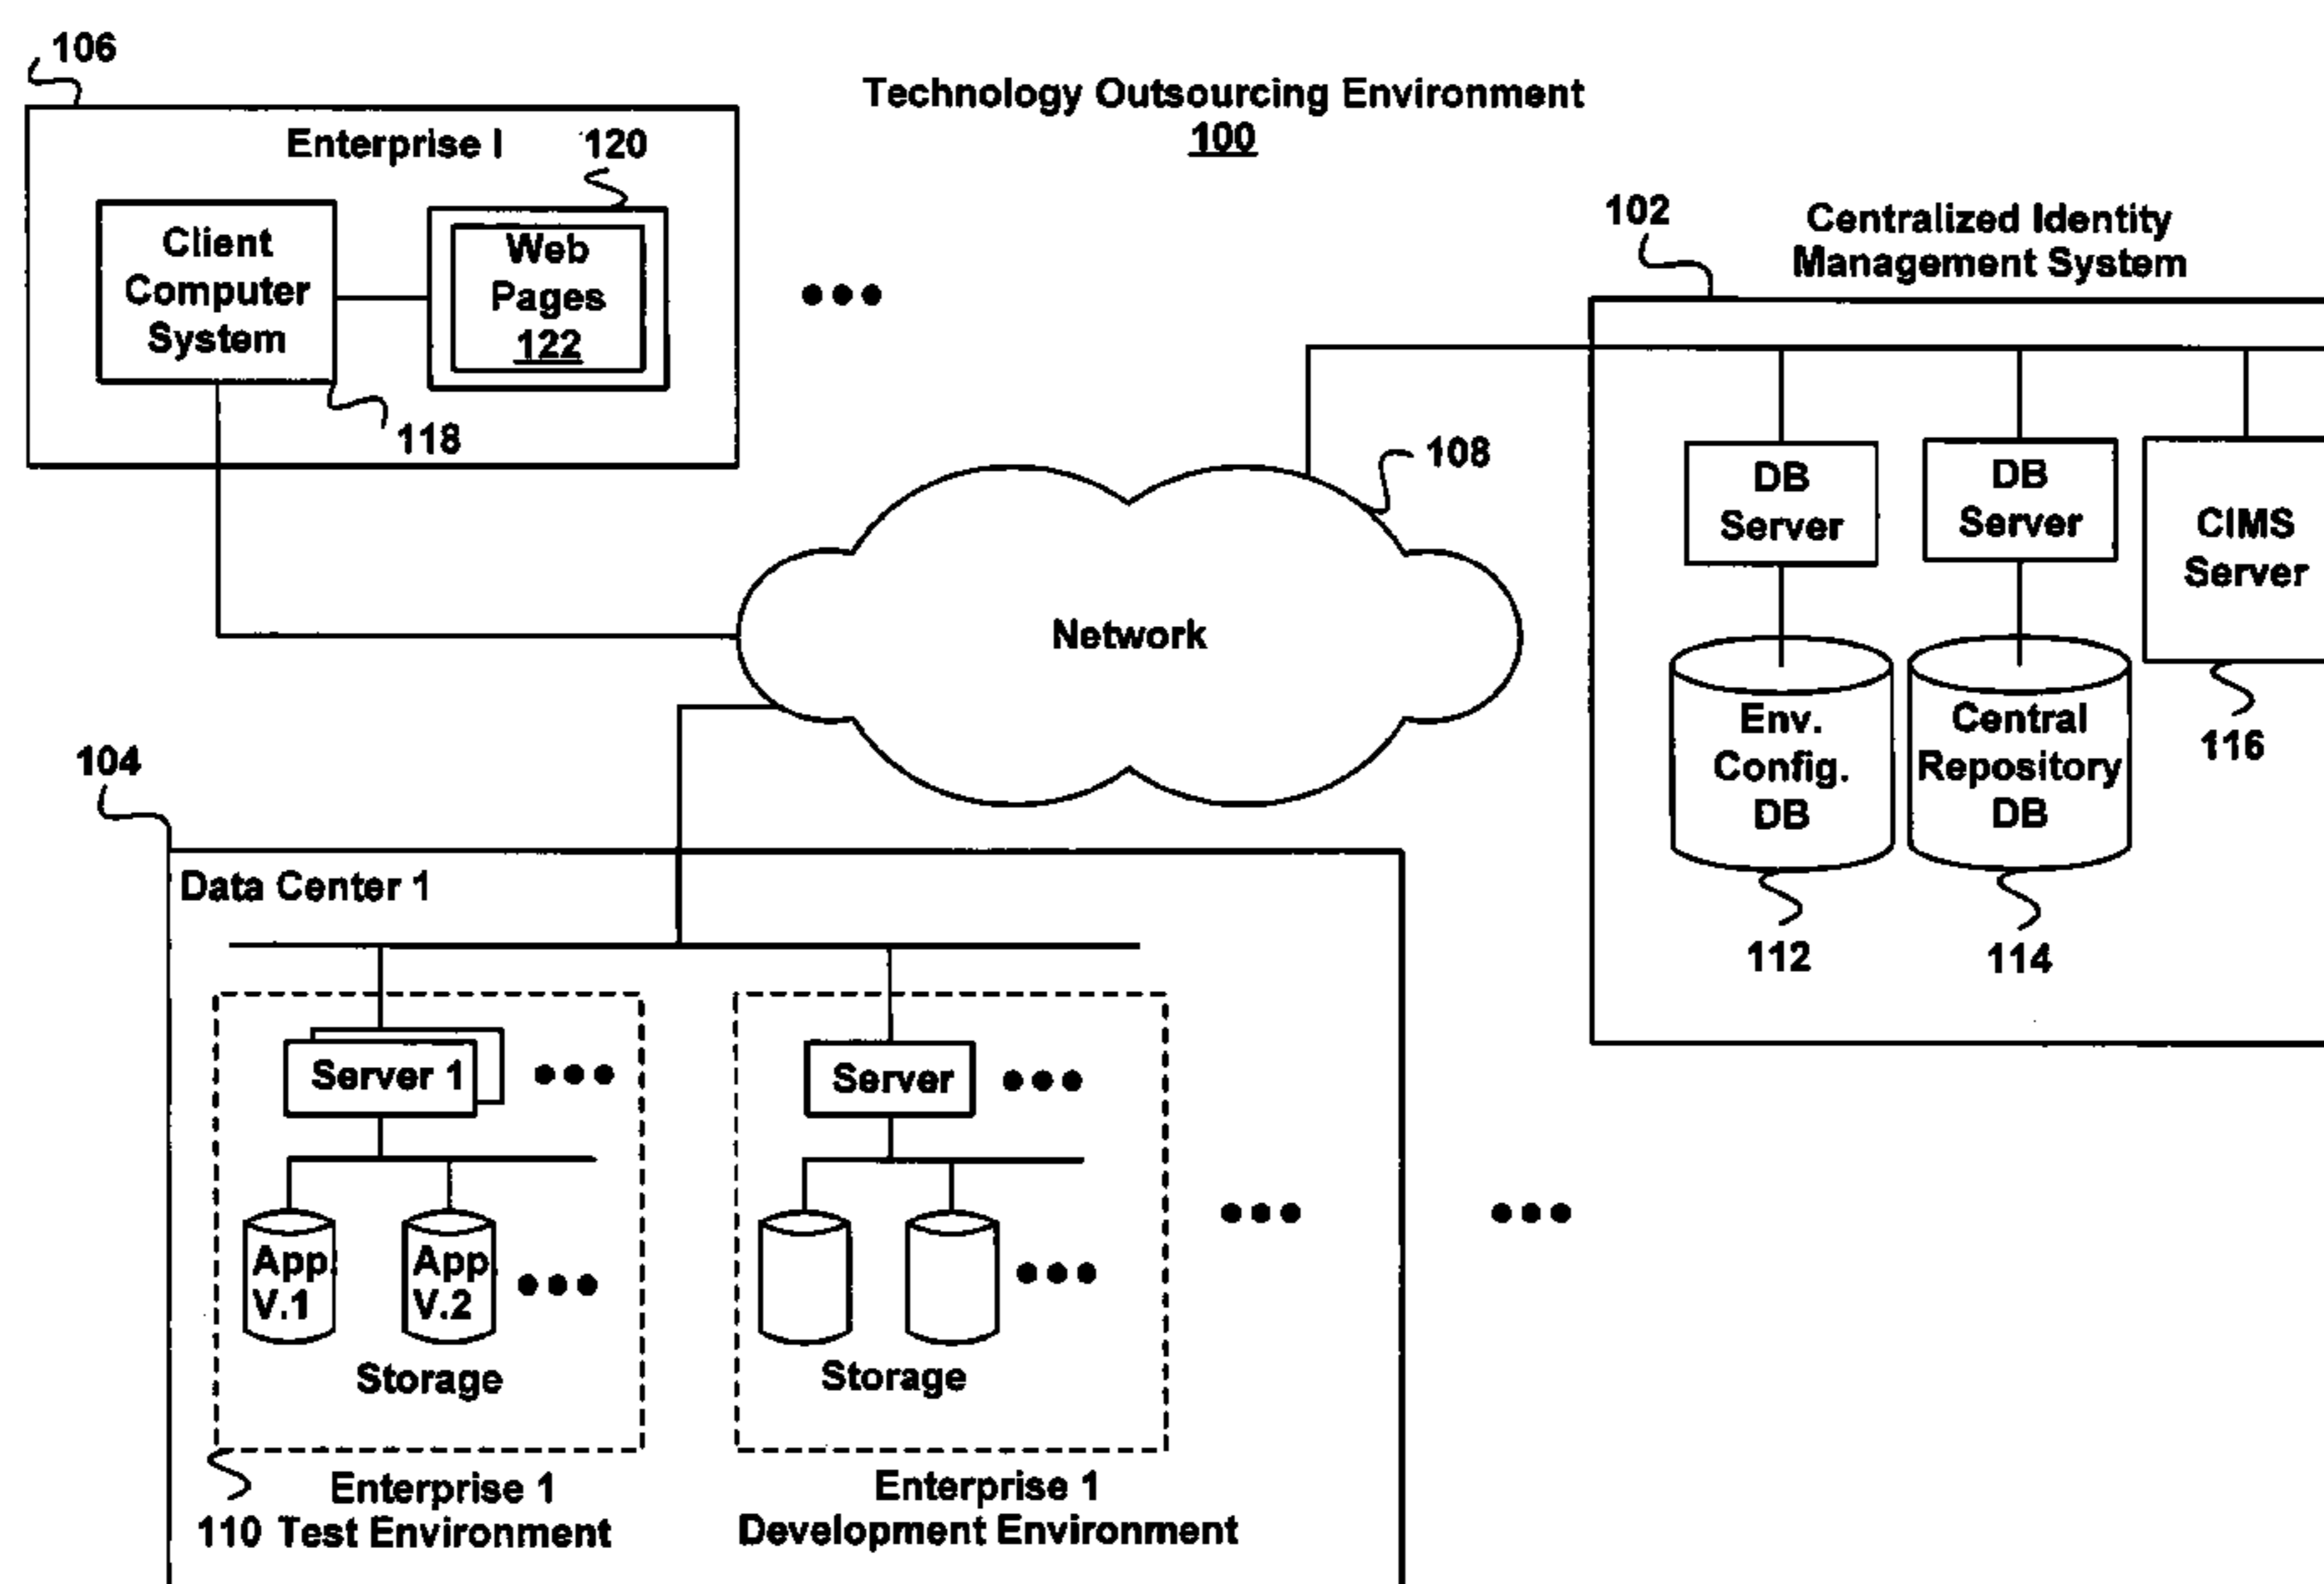 106
Technology Outsourcing Environment
100
Enterprise I
120
Client
Computer
System
Web
Pages
122
118
102
Centralized Identity
Management System
108
DB
Server
DB
Server
CIMS
Server
Network
Env.
Config.
DB
Central
Repository
DB
116
112
114
104
Data Center 1
Server 1
Server
App
V.1
App
V.2
Storage
Storage
Enterprise 1
110 Test Environment
Enterprise 1
Development Environment